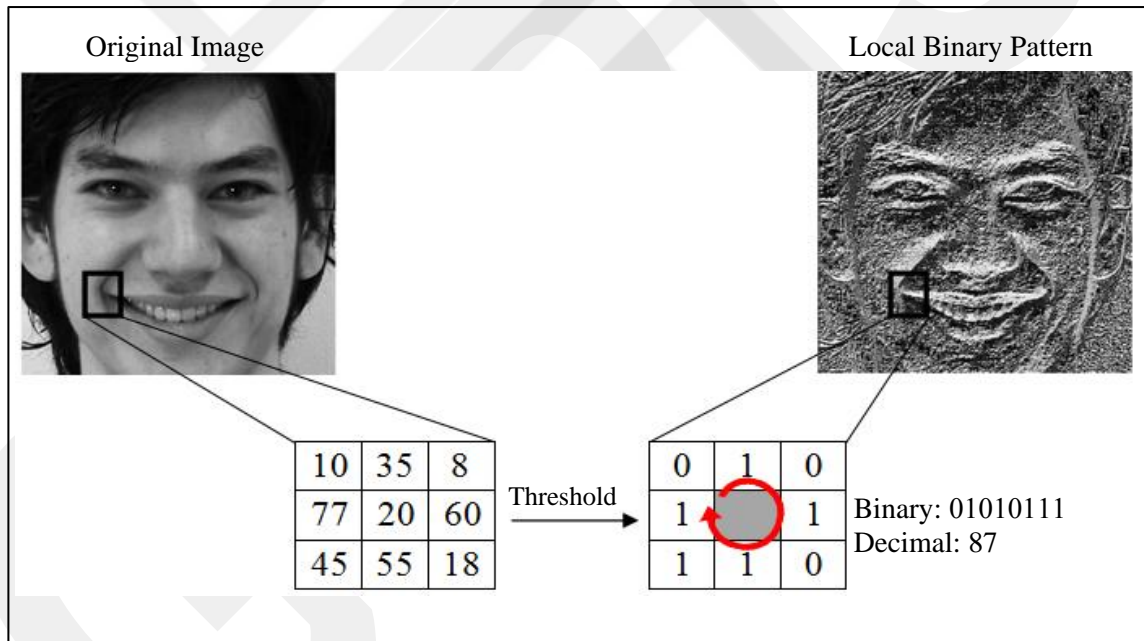 Original Image
Local Binary Pattern
10 35 8
77 20 60
45 55 18
Threshold
0 1 0
1 1
1 1 0
Binary: 01010111
Decimal: 87